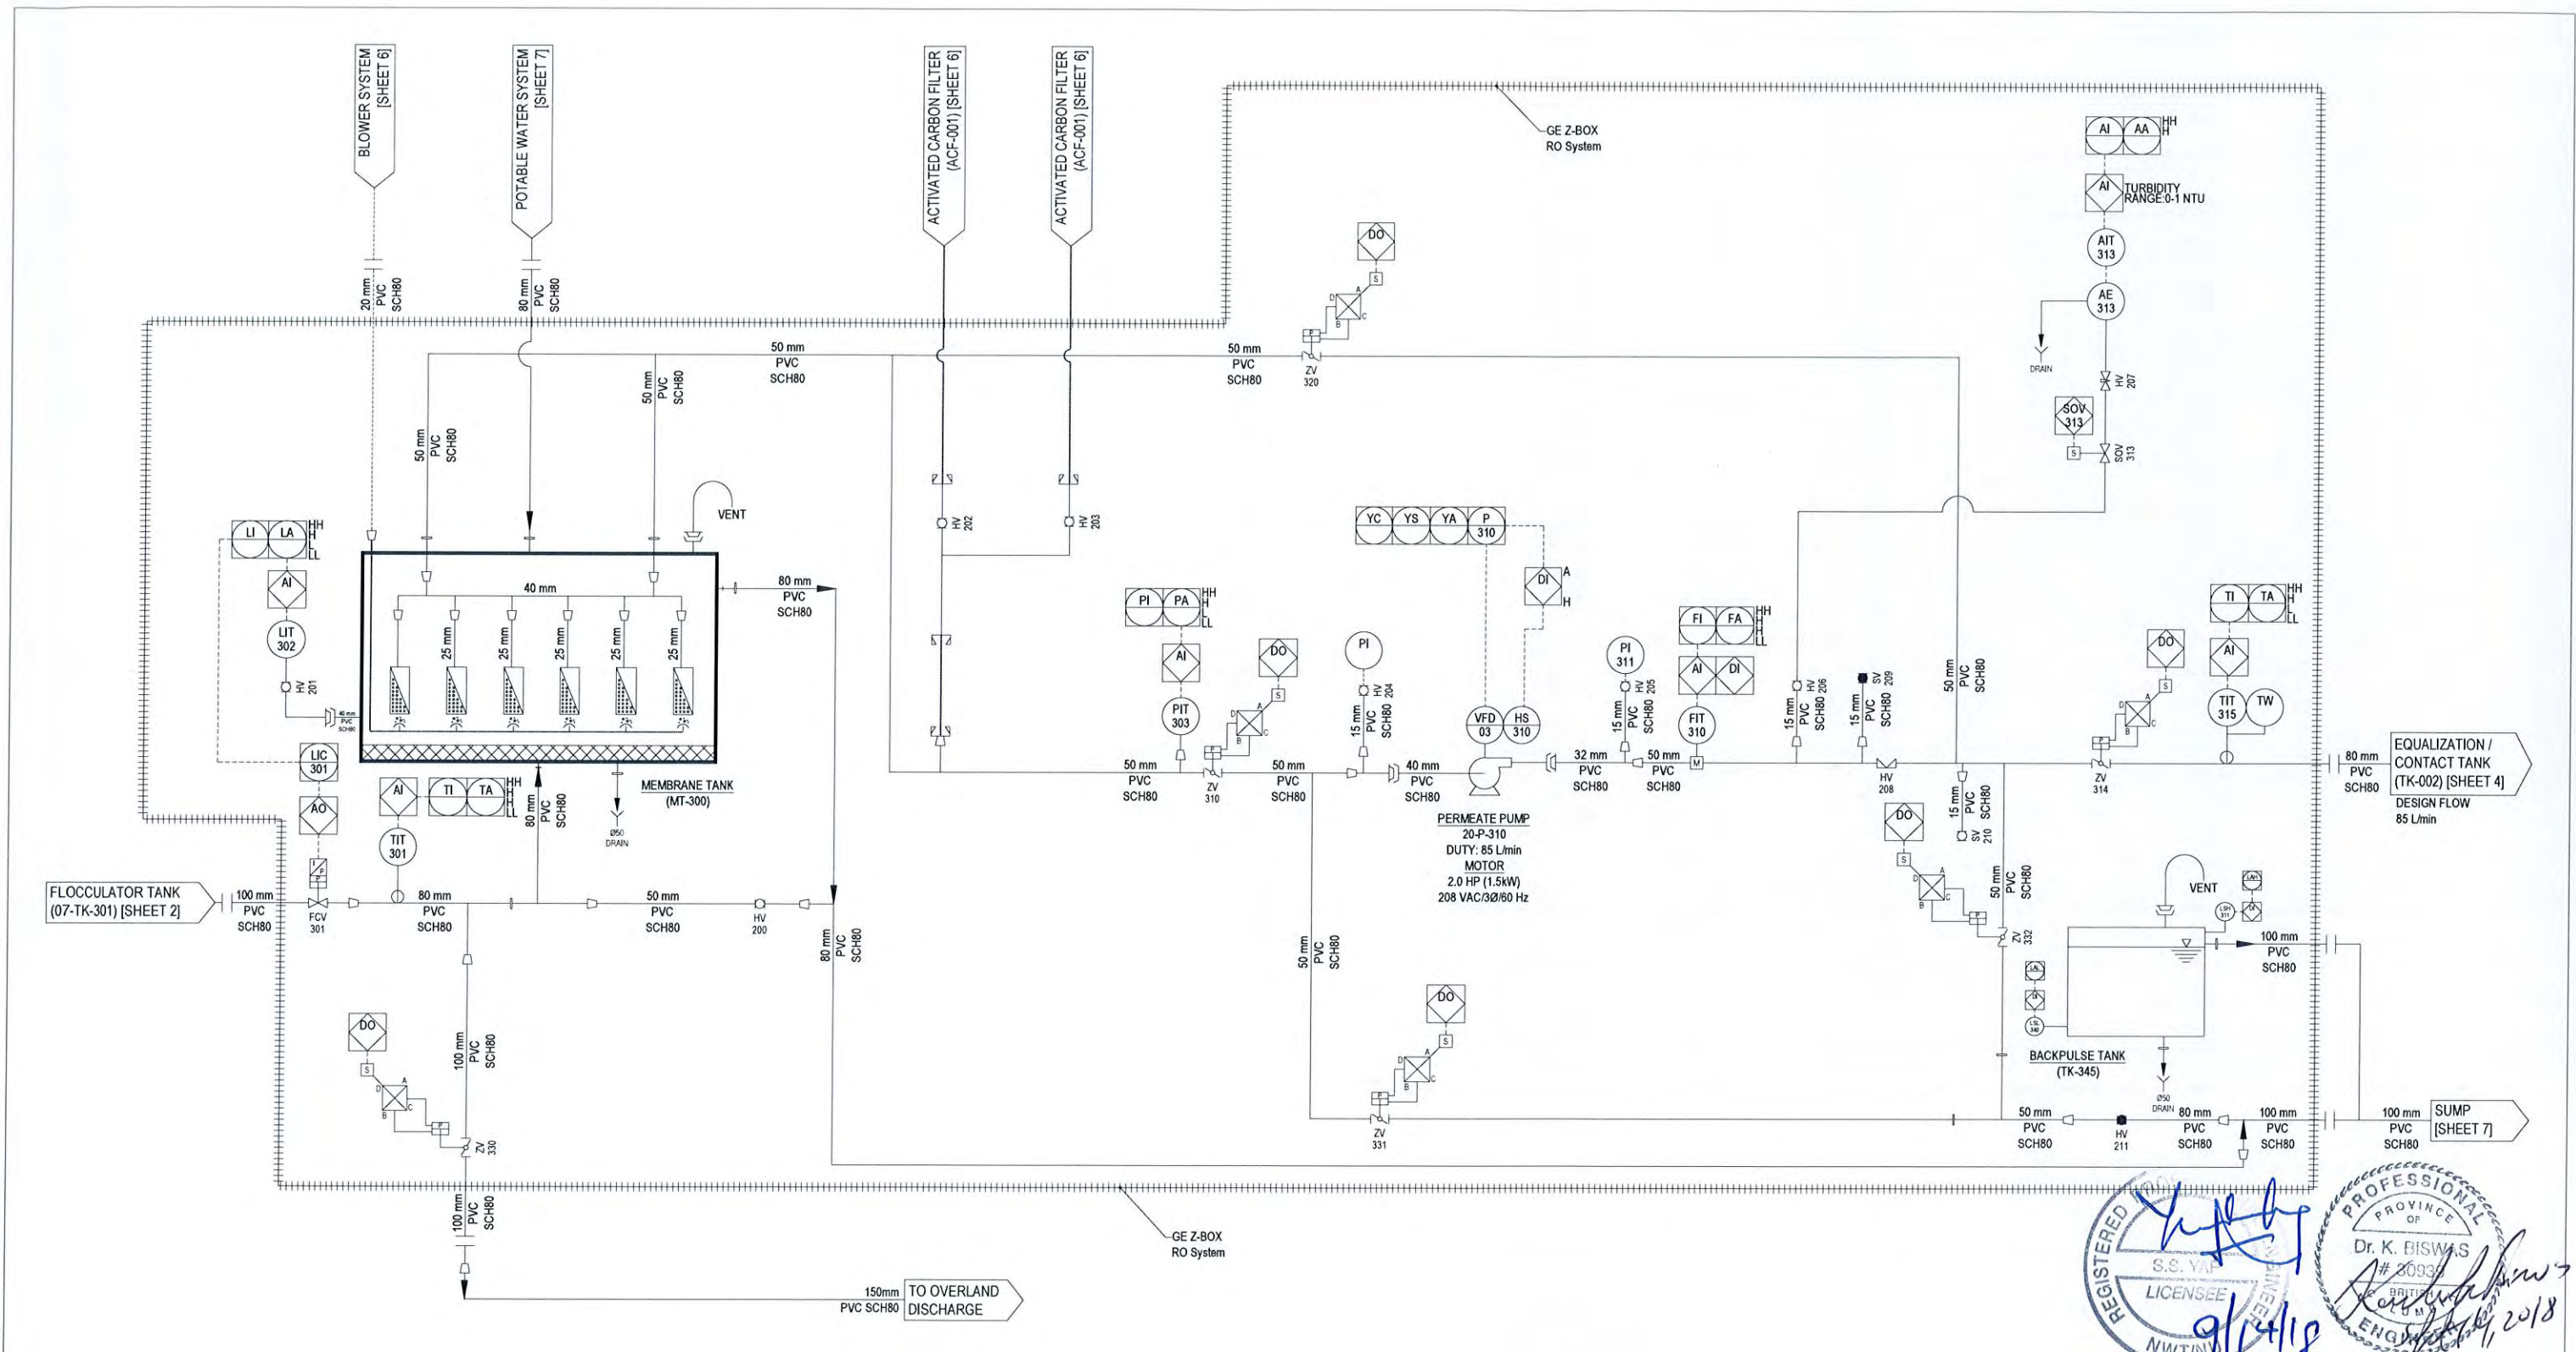 BLOWER SYSTEM
[SHEET 6]
POTABLE WATER SYSTEM
[SHEET 7]
ACTIVATED CARBON FILTER
(ACF-001) [SHEET 6]
ACTIVATED CARBON FILTER
(ACF-001) [SHEET 6]
GE Z-BOX
RO System
AI
AA
HH
H
AI
TURBIDITY
RANGE:0-1 NTU
AIT
313
AE
313
DRAIN
HV
207
SOV
313
S
SOV
313
20 mm
PVC
SCH80
80 mm
PVC
SCH80
DO
S
A
D
B
C
P
ZV
320
50 mm
PVC
SCH80
50 mm
PVC
SCH80
50 mm
PVC
SCH80
50 mm
PVC
SCH80
VENT
HV
202
HV
203
LI
LA
HH
H
L
LL
AI
LIT
302
HV
201
40 mm
PVC
SCH80
40 mm
25 mm
25 mm
25 mm
25 mm
25 mm
80 mm
PVC
SCH80
LIC
301
AO
I
P
P
AI
TI
TA
HH
H
H
LL
TIT
301
80 mm
PVC
SCH80
Ø50
DRAIN
MEMBRANE TANK
(MT-300)
FLOCCULATOR TANK
(07-TK-301) [SHEET 2]
100 mm
PVC
SCH80
FCV
301
80 mm
PVC
SCH80
50 mm
PVC
SCH80
HV
200
80 mm
PVC
SCH80
DO
S
A
D
B
C
P
ZV
330
100 mm
PVC
SCH80
100 mm
PVC
SCH80
150mm
PVC SCH80
TO OVERLAND
DISCHARGE
GE Z-BOX
RO System
PI
PA
HH
H
L
LL
AI
PIT
303
50 mm
PVC
SCH80
DO
S
A
D
B
C
P
ZV
310
50 mm
PVC
SCH80
PI
HV
204
15 mm
PVC
SCH80
40 mm
PVC
SCH80
YC
YS
YA
P
310
DI
A
H
VFD
03
HS
310
PERMEATE PUMP
20-P-310
DUTY: 85 L/min
MOTOR
2.0 HP (1.5kW)
208 VAC/3Ø/60 Hz
32 mm
PVC
SCH80
PI
311
HV
205
15 mm
PVC
SCH80
50 mm
PVC
SCH80
FI
FA
HH
H
H
LL
AI
DI
FIT
310
M
HV
206
15 mm
PVC
SCH80
SV
209
15 mm
PVC
SCH80
HV
208
50 mm
PVC
SCH80
15 mm
PVC
SCH80
SV
210
DO
S
A
D
B
C
P
ZV
314
TI
TA
HH
H
L
LL
AI
TIT
315
TW
80 mm
PVC
SCH80
EQUALIZATION /
CONTACT TANK
(TK-002) [SHEET 4]
DESIGN FLOW
85 L/min
DO
S
A
D
B
C
P
50 mm
PVC
SCH80
ZV
332
VENT
LAH
DI
LSH
311
100 mm
PVC
SCH80
LAL
DI
LSL
340
BACKPULSE TANK
(TK-345)
Ø50
DRAIN
50 mm
PVC
SCH80
DO
S
A
D
B
C
P
ZV
331
50 mm
PVC
SCH80
HV
211
80 mm
PVC
SCH80
100 mm
PVC
SCH80
100 mm
PVC
SCH80
SUMP
[SHEET 7]
REGISTERED
S.S. YAP
LICENSEE
9/14/18
PROFESSIONAL
PROVINCE
OF
Dr. K. BISWAS